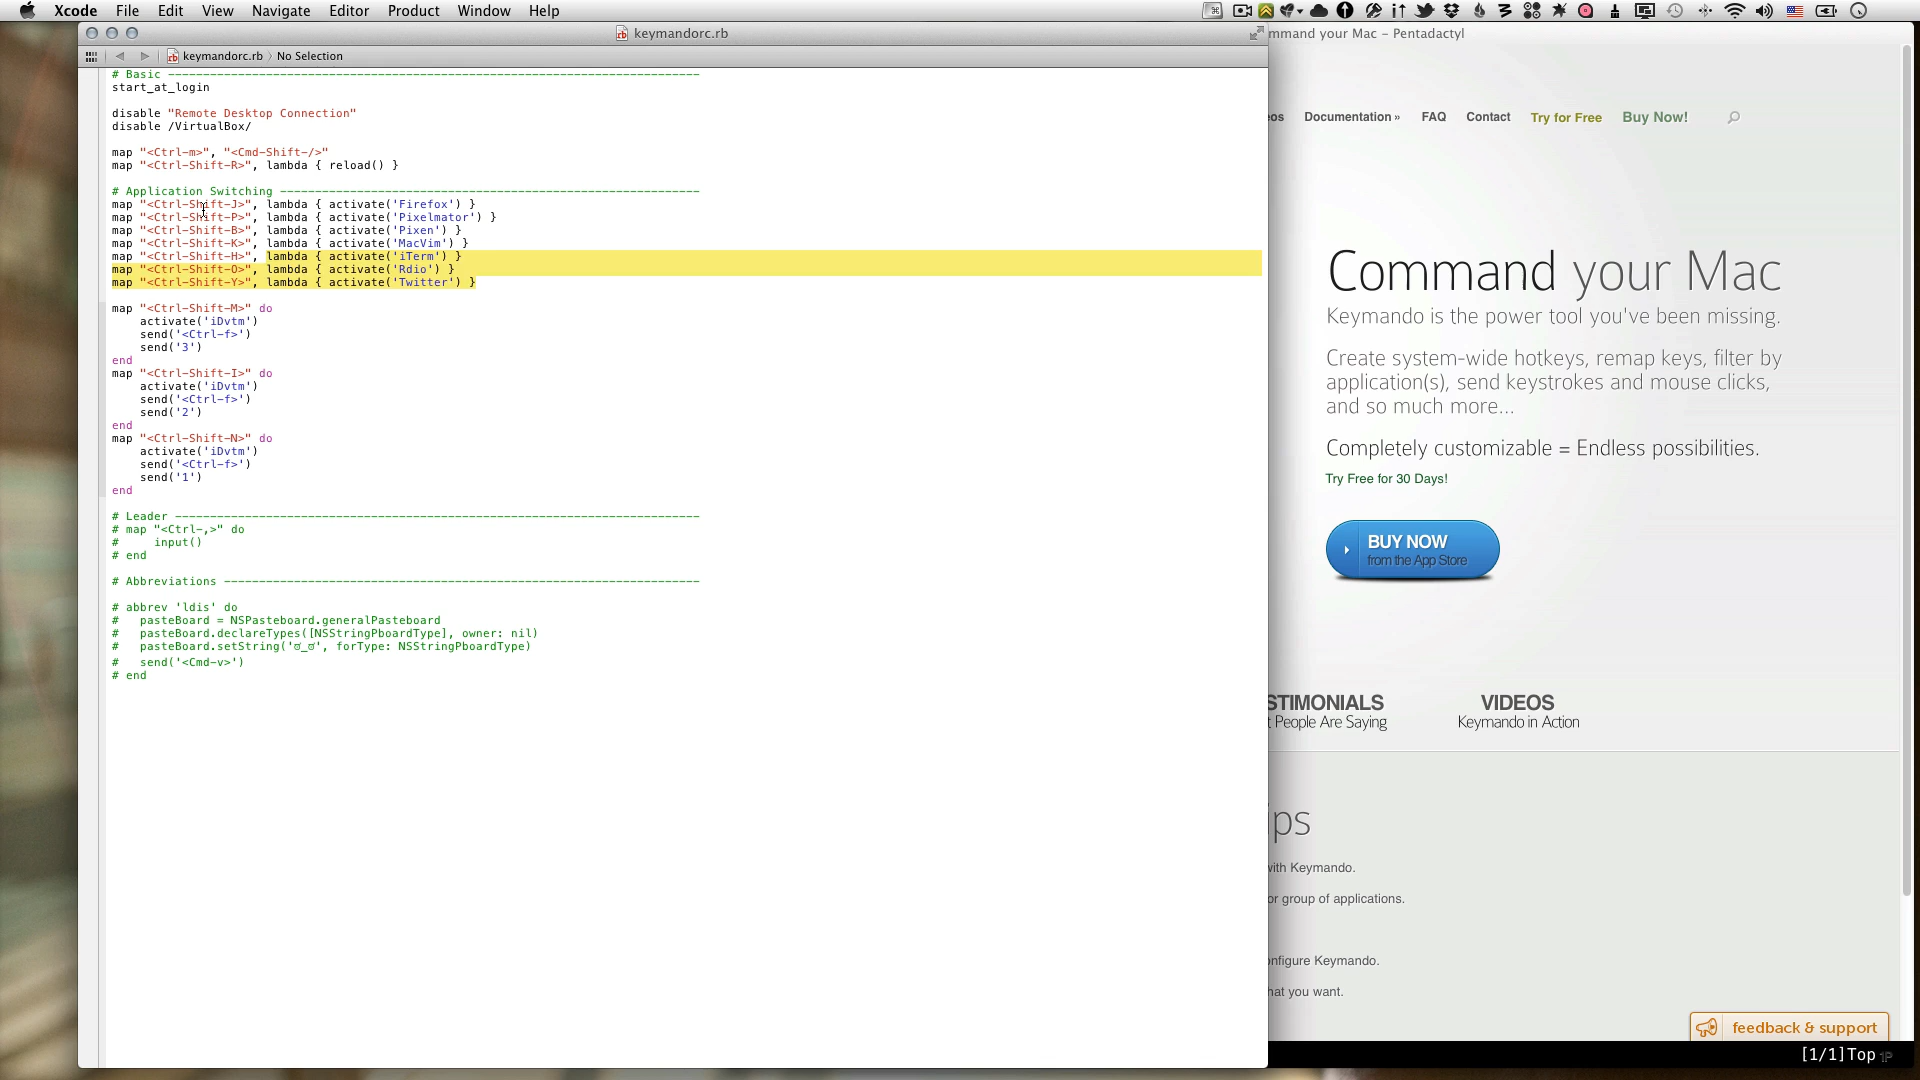 Xcode File Edit View Navigate Editor Product Window Help
keymandorc.rb
mmand your Mac – Pentadactyl
keymandorc.rb › No Selection
# Basic ----------------------------------------------------------------------------
start_at_login
disable "Remote Desktop Connection"
disable /VirtualBox/
map "<Ctrl-m>", "<Cmd-Shift-/>"
map "<Ctrl-Shift-R>", lambda { reload() }
# Application Switching ------------------------------------------------------------
map "<Ctrl-Shift-J>", lambda { activate('Firefox') }
map "<Ctrl-Shift-P>", lambda { activate('Pixelmator') }
map "<Ctrl-Shift-B>", lambda { activate('Pixen') }
map "<Ctrl-Shift-K>", lambda { activate('MacVim') }
map "<Ctrl-Shift-H>", lambda { activate('iTerm') }
map "<Ctrl-Shift-O>", lambda { activate('Rdio') }
map "<Ctrl-Shift-Y>", lambda { activate('Twitter') }
map "<Ctrl-Shift-M>" do
    activate('iDvtm')
    send('<Ctrl-f>')
    send('3')
end
map "<Ctrl-Shift-I>" do
    activate('iDvtm')
    send('<Ctrl-f>')
    send('2')
end
map "<Ctrl-Shift-N>" do
    activate('iDvtm')
    send('<Ctrl-f>')
    send('1')
end
# Leader ---------------------------------------------------------------------------
# map "<Ctrl-,>" do
#     input()
# end
# Abbreviations --------------------------------------------------------------------
# abbrev 'ldis' do
#   pasteBoard = NSPasteboard.generalPasteboard
#   pasteBoard.declareTypes([NSStringPboardType], owner: nil)
#   pasteBoard.setString('ಠ_ಠ', forType: NSStringPboardType)
#   send('<Cmd-v>')
# end
eos Documentation » FAQ Contact Try for Free Buy Now!
Command your Mac
Keymando is the power tool you've been missing.
Create system-wide hotkeys, remap keys, filter by
application(s), send keystrokes and mouse clicks,
and so much more...
Completely customizable = Endless possibilities.
Try Free for 30 Days!
BUY NOW
from the App Store
STIMONIALS VIDEOS
t People Are Saying Keymando in Action
ips
with Keymando.
or group of applications.
onfigure Keymando.
hat you want.
feedback & support
[1/1]Top